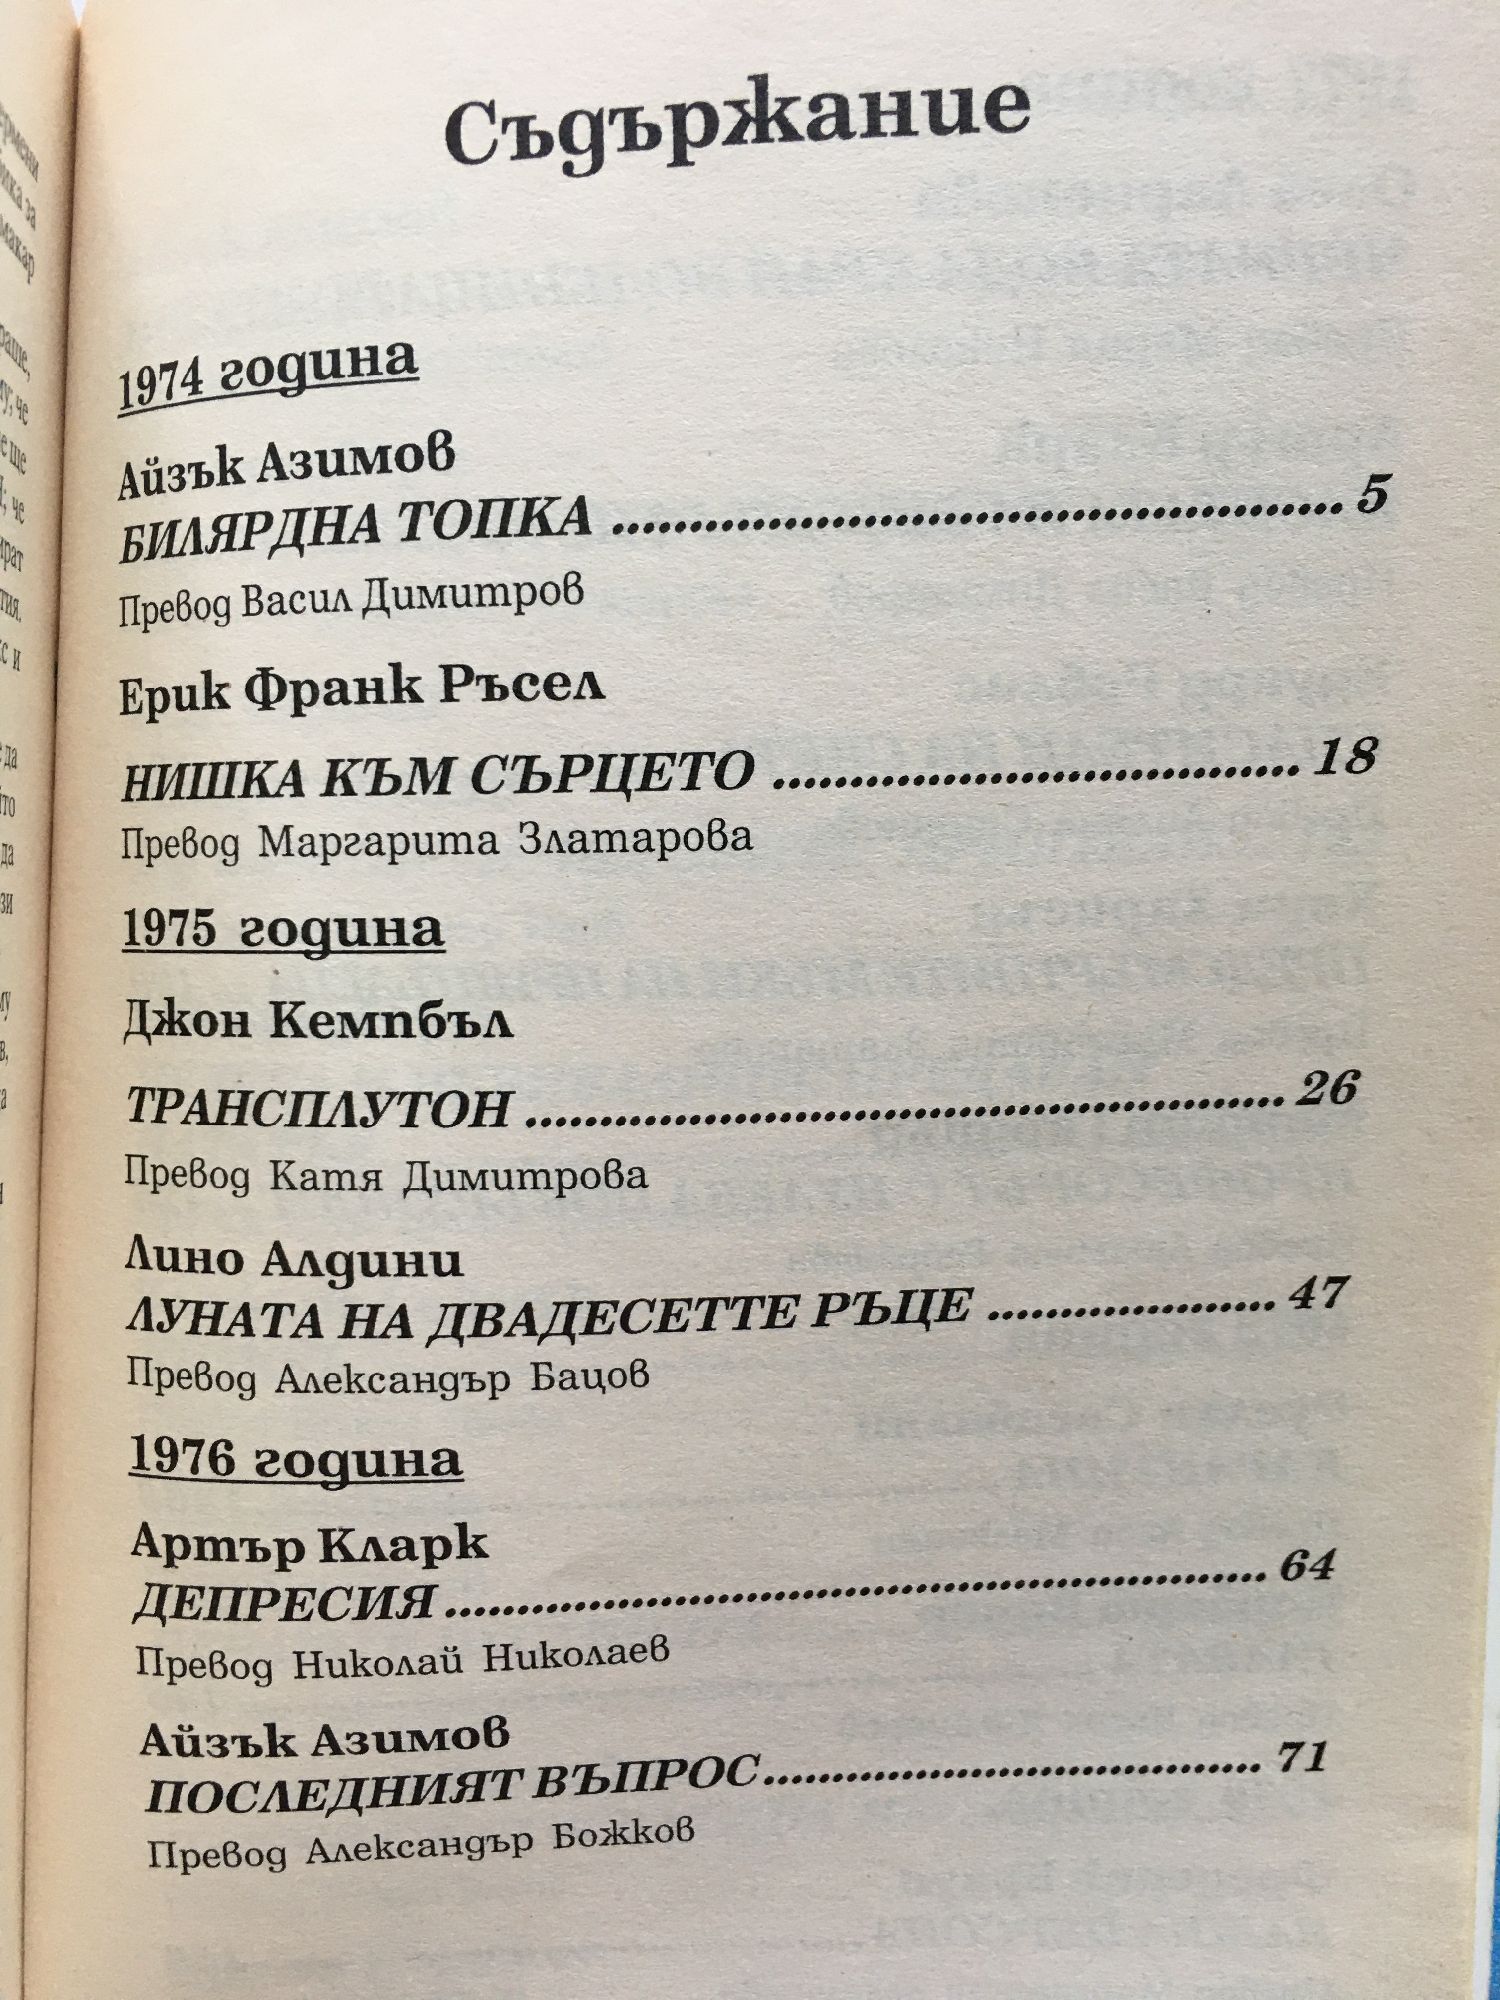 Съдържание
1974 година
Айзък Азимов
БИЛЯРДНА ТОПКА ........................................ 5
Превод Васил Димитров
Ерик Франк Ръсел
НИШКА КЪМ СЪРЦЕТО ................................ 18
Превод Маргарита Златарова
1975 година
Джон Кемпбъл
ТРАНСПЛУТОН ............................................... 26
Превод Катя Димитрова
Лино Алдини
ЛУНАТА НА ДВАДЕСЕТТЕ РЪЦЕ .................. 47
Превод Александър Бацов
1976 година
Артър Кларк
ДЕПРЕСИЯ ...................................................... 64
Превод Николай Николаев
Айзък Азимов
ПОСЛЕДНИЯТ ВЪПРОС ................................. 71
Превод Александър Божков